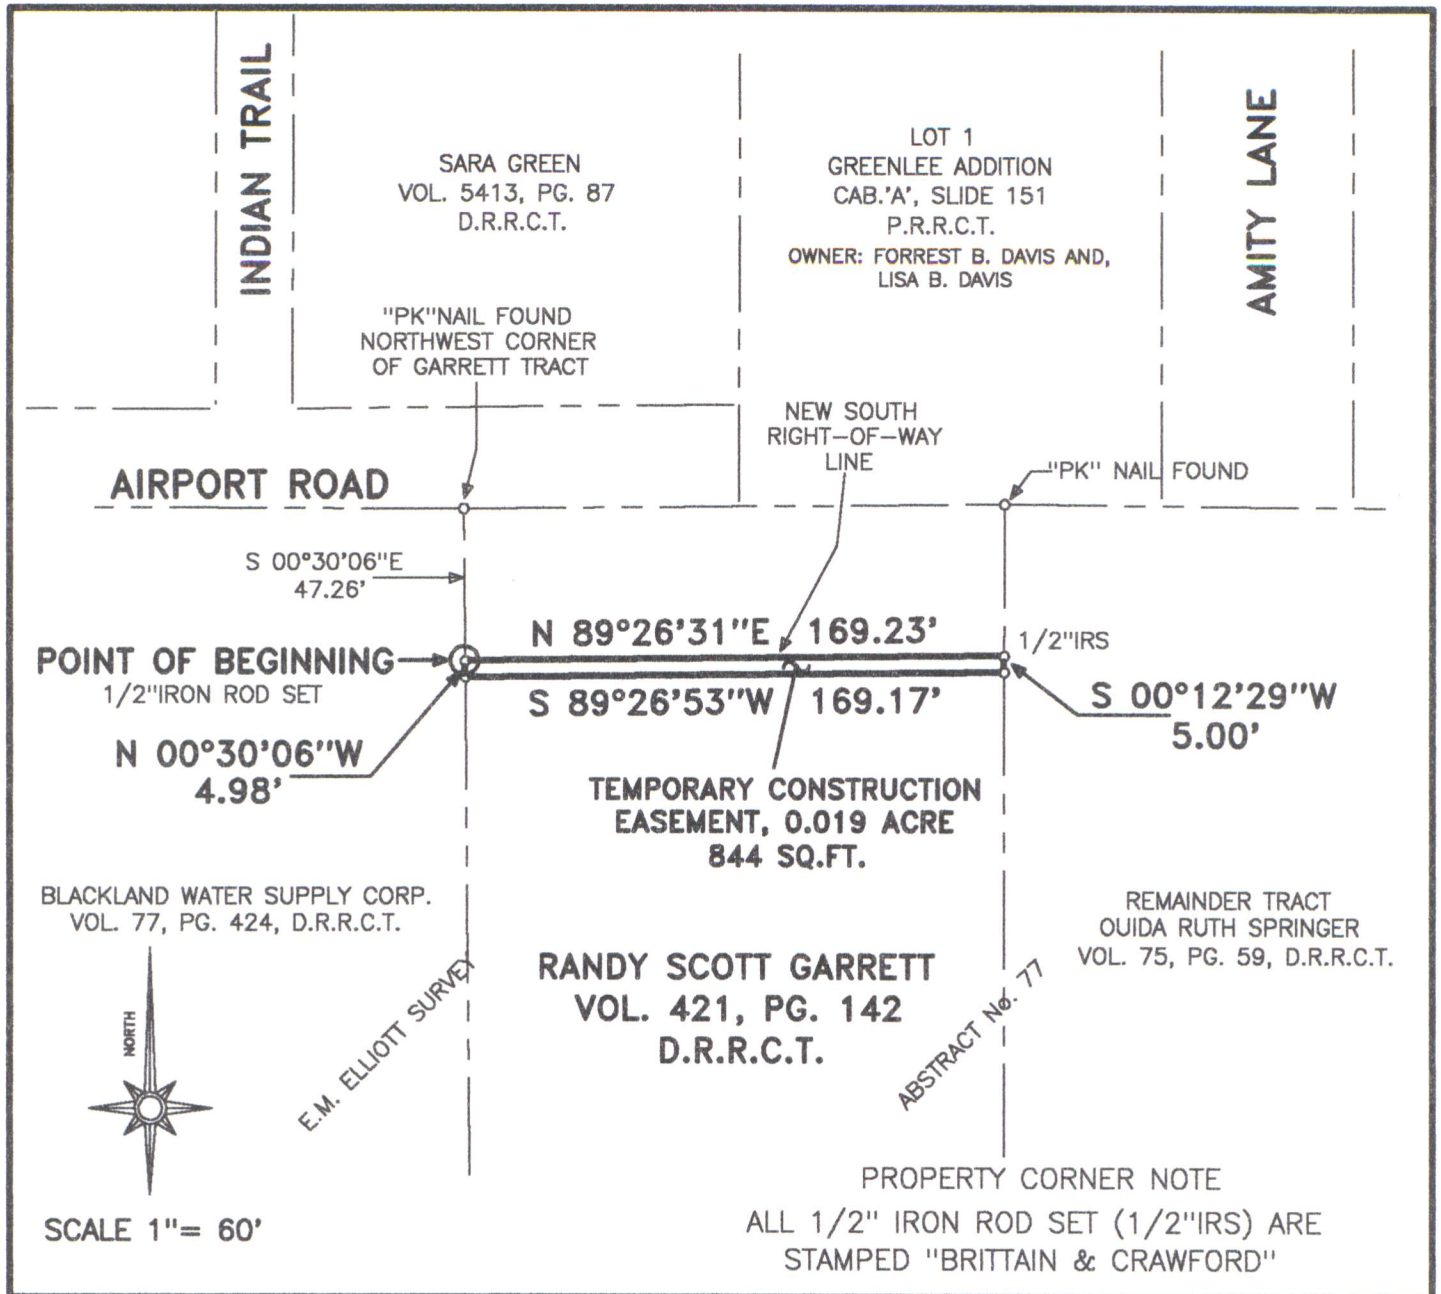 INDIAN TRAIL
SARA GREEN
VOL. 5413, PG. 87
D.R.R.C.T.
LOT 1
GREENLEE ADDITION
CAB.'A', SLIDE 151
P.R.R.C.T.
OWNER: FORREST B. DAVIS AND,
LISA B. DAVIS
AMITY LANE
"PK"NAIL FOUND
NORTHWEST CORNER
OF GARRETT TRACT
NEW SOUTH
RIGHT-OF-WAY
LINE
AIRPORT ROAD
"PK" NAIL FOUND
S 00°30'06"E
47.26'
N 89°26'31"E 169.23'
1/2"IRS
POINT OF BEGINNING
1/2"IRON ROD SET
S 89°26'53"W 169.17'
S 00°12'29"W
5.00'
N 00°30'06"W
4.98'
TEMPORARY CONSTRUCTION
EASEMENT, 0.019 ACRE
844 SQ.FT.
BLACKLAND WATER SUPPLY CORP.
VOL. 77, PG. 424, D.R.R.C.T.
REMAINDER TRACT
OUIDA RUTH SPRINGER
VOL. 75, PG. 59, D.R.R.C.T.
RANDY SCOTT GARRETT
VOL. 421, PG. 142
D.R.R.C.T.
E.M. ELLIOTT SURVEY
ABSTRACT No. 77
NORTH
SCALE 1"= 60'
PROPERTY CORNER NOTE
ALL 1/2" IRON ROD SET (1/2"IRS) ARE
STAMPED "BRITTAIN & CRAWFORD"